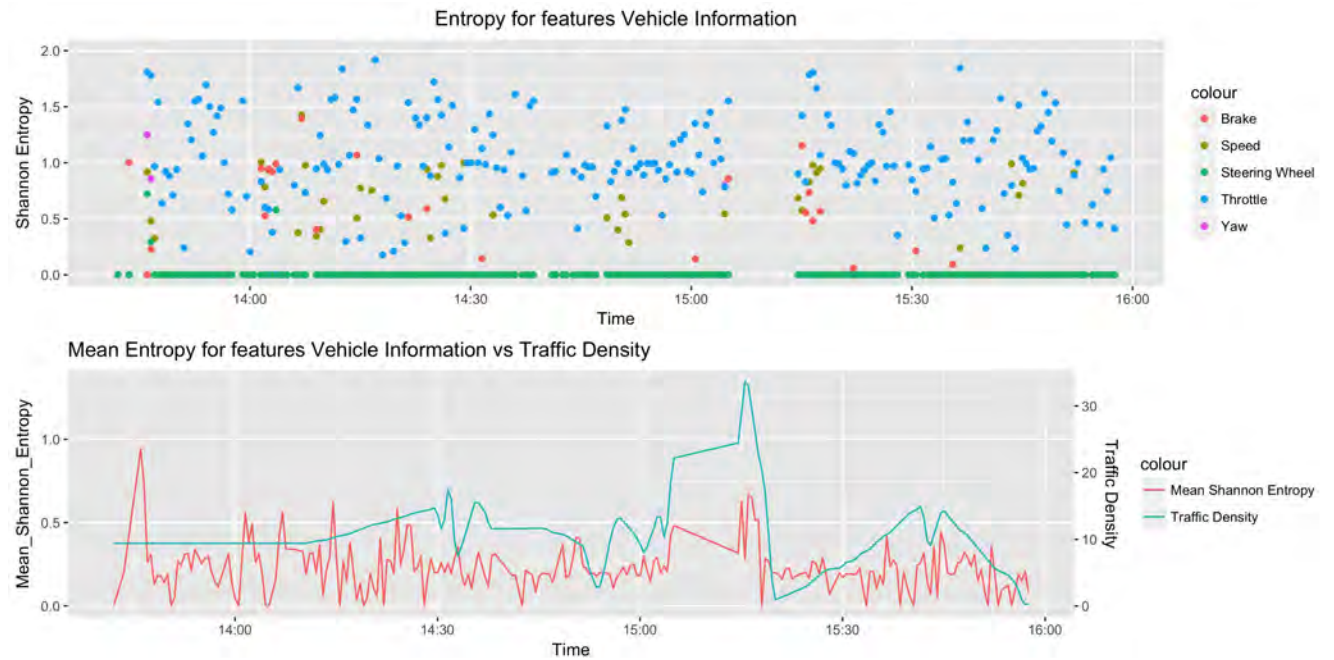 Entropy for features Vehicle Information
2.0
1.5
1.0
0.5
0.0
Shannon Entropy
14:00 14:30 15:00 15:30 16:00
Time
colour
Brake
Speed
Steering Wheel
Throttle
Yaw
Mean Entropy for features Vehicle Information vs Traffic Density
1.0
0.5
0.0
Mean_Shannon_Entropy
30
20
10
0
Traffic Density
14:00 14:30 15:00 15:30 16:00
Time
colour
Mean Shannon Entropy
Traffic Density